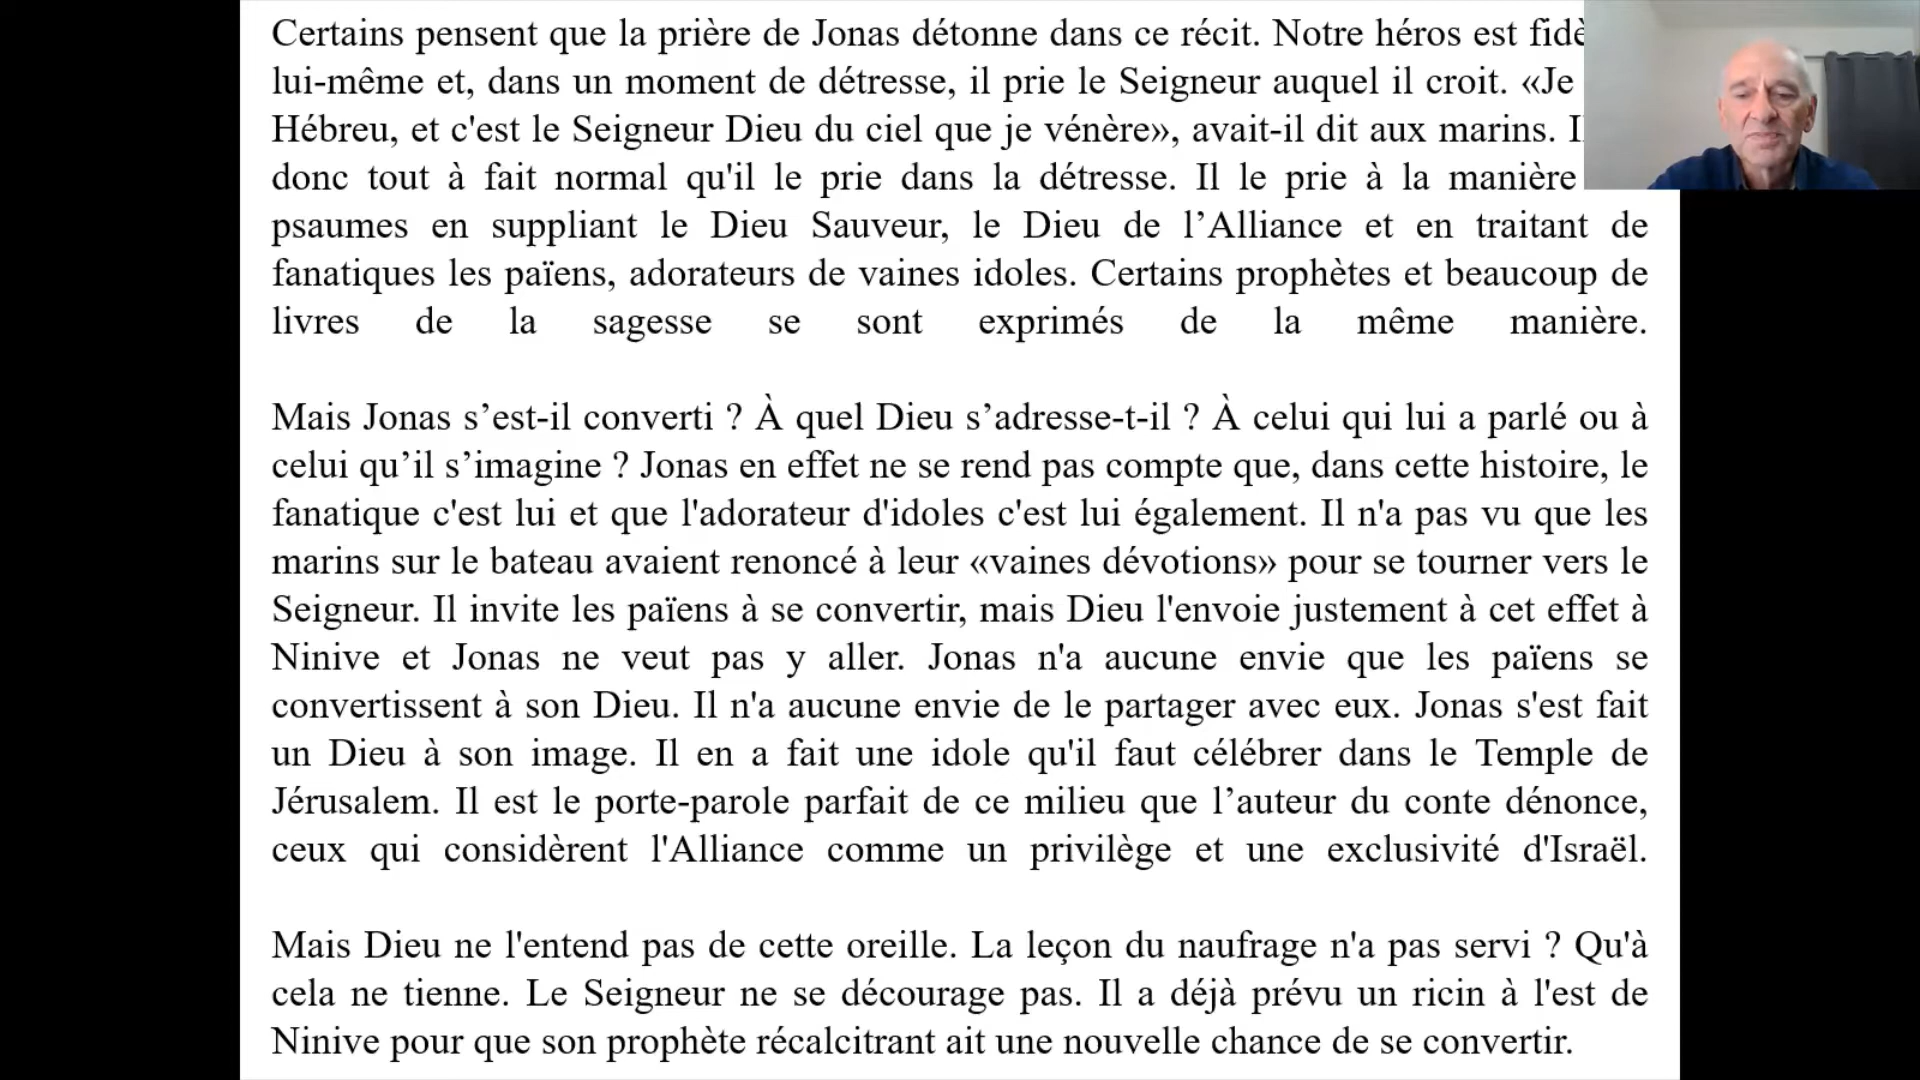 Certains pensent que la prière de Jonas détonne dans ce récit. Notre héros est fidè
lui-même et, dans un moment de détresse, il prie le Seigneur auquel il croit. «Je
Hébreu, et c'est le Seigneur Dieu du ciel que je vénère», avait-il dit aux marins. Il
donc tout à fait normal qu'il le prie dans la détresse. Il le prie à la manière
psaumes en suppliant le Dieu Sauveur, le Dieu de l’Alliance et en traitant de
fanatiques les païens, adorateurs de vaines idoles. Certains prophètes et beaucoup de
livres de la sagesse se sont exprimés de la même manière.
Mais Jonas s’est-il converti ? À quel Dieu s’adresse-t-il ? À celui qui lui a parlé ou à
celui qu’il s’imagine ? Jonas en effet ne se rend pas compte que, dans cette histoire, le
fanatique c'est lui et que l'adorateur d'idoles c'est lui également. Il n'a pas vu que les
marins sur le bateau avaient renoncé à leur «vaines dévotions» pour se tourner vers le
Seigneur. Il invite les païens à se convertir, mais Dieu l'envoie justement à cet effet à
Ninive et Jonas ne veut pas y aller. Jonas n'a aucune envie que les païens se
convertissent à son Dieu. Il n'a aucune envie de le partager avec eux. Jonas s'est fait
un Dieu à son image. Il en a fait une idole qu'il faut célébrer dans le Temple de
Jérusalem. Il est le porte-parole parfait de ce milieu que l’auteur du conte dénonce,
ceux qui considèrent l'Alliance comme un privilège et une exclusivité d'Israël.
Mais Dieu ne l'entend pas de cette oreille. La leçon du naufrage n'a pas servi ? Qu'à
cela ne tienne. Le Seigneur ne se décourage pas. Il a déjà prévu un ricin à l'est de
Ninive pour que son prophète récalcitrant ait une nouvelle chance de se convertir.